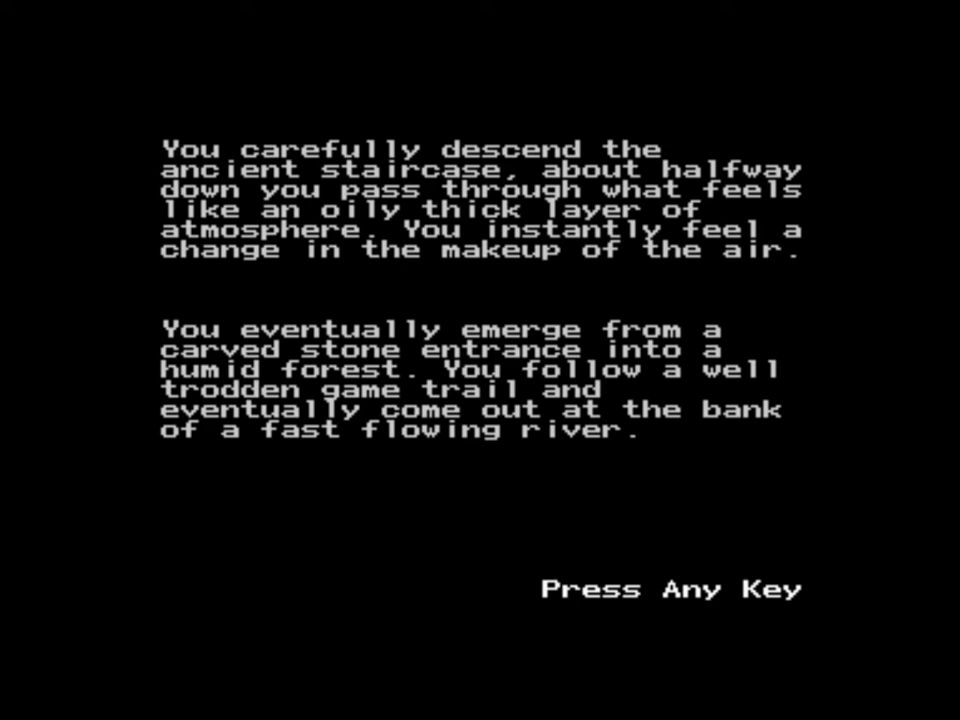 You carefully descend the
ancient staircase, about halfway
down you pass through what feels
like an oily thick layer of
atmosphere. You instantly feel a
change in the makeup of the air.
You eventually emerge from a
carved stone entrance into a
humid forest. You follow a well
trodden game trail and
eventually come out at the bank
of a fast flowing river.
Press Any Key